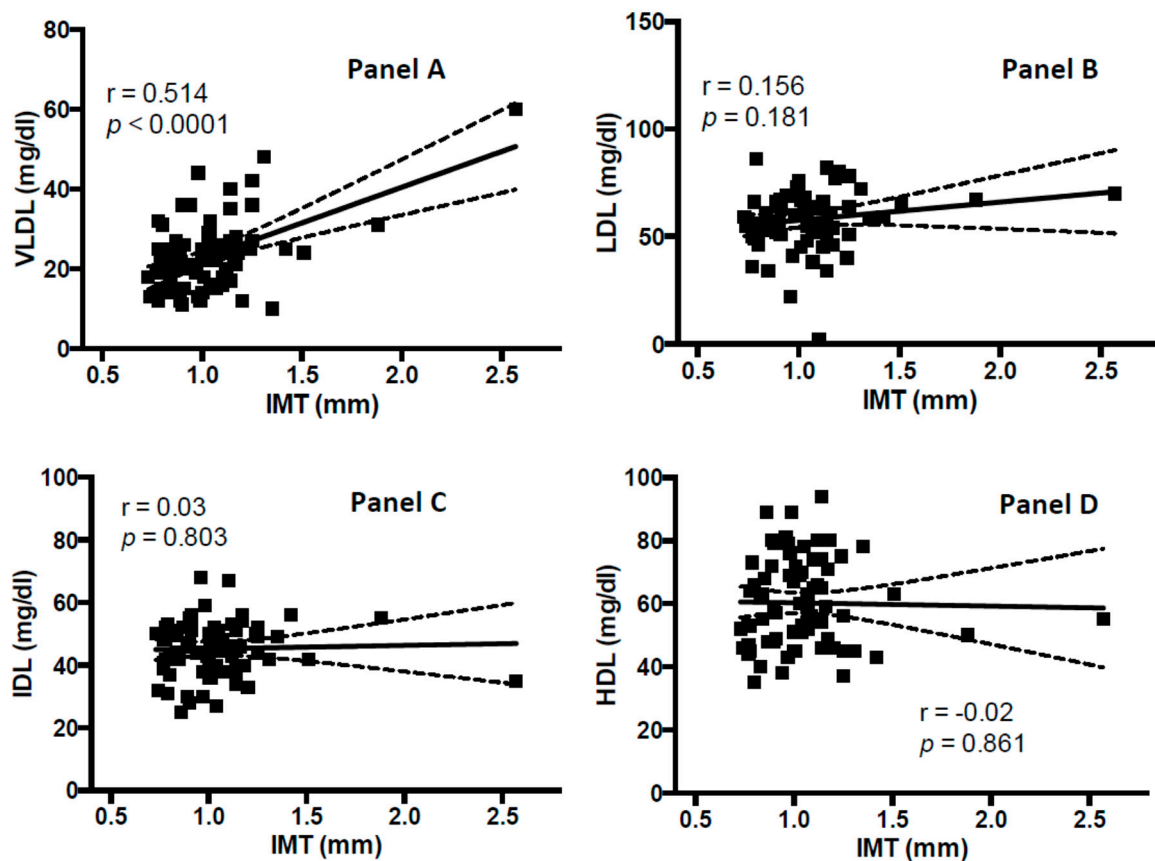 Panel A
r = 0.514
p < 0.0001
VLDL (mg/dl)
80
60
40
20
0
0.5 1.0 1.5 2.0 2.5
IMT (mm)
Panel B
r = 0.156
p = 0.181
LDL (mg/dl)
150
100
50
0
0.5 1.0 1.5 2.0 2.5
IMT (mm)
Panel C
r = 0.03
p = 0.803
IDL (mg/dl)
100
80
60
40
20
0
0.5 1.0 1.5 2.0 2.5
IMT (mm)
Panel D
HDL (mg/dl)
100
80
60
40
20
0
r = -0.02
p = 0.861
0.5 1.0 1.5 2.0 2.5
IMT (mm)